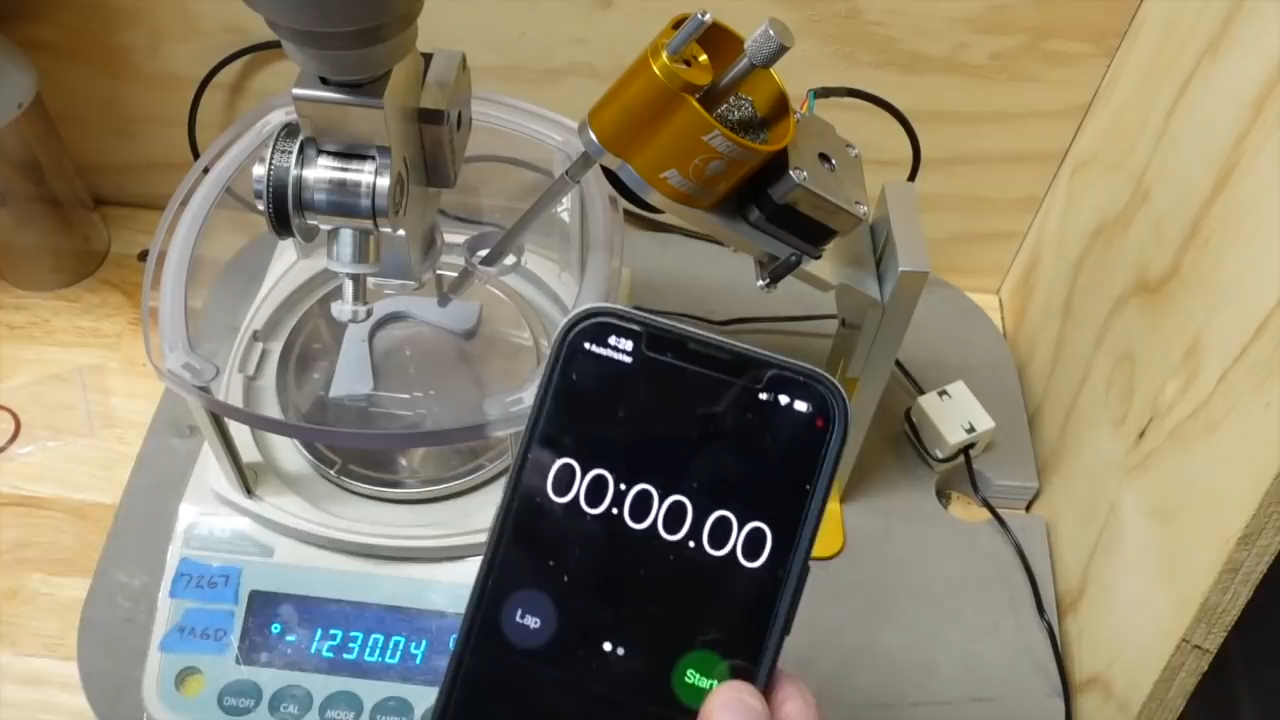 4:28
◀ AutoTrickler
00:00.00
Lap
Start
7267
4A6D
-1230.04
ON/OFF
CAL
MODE